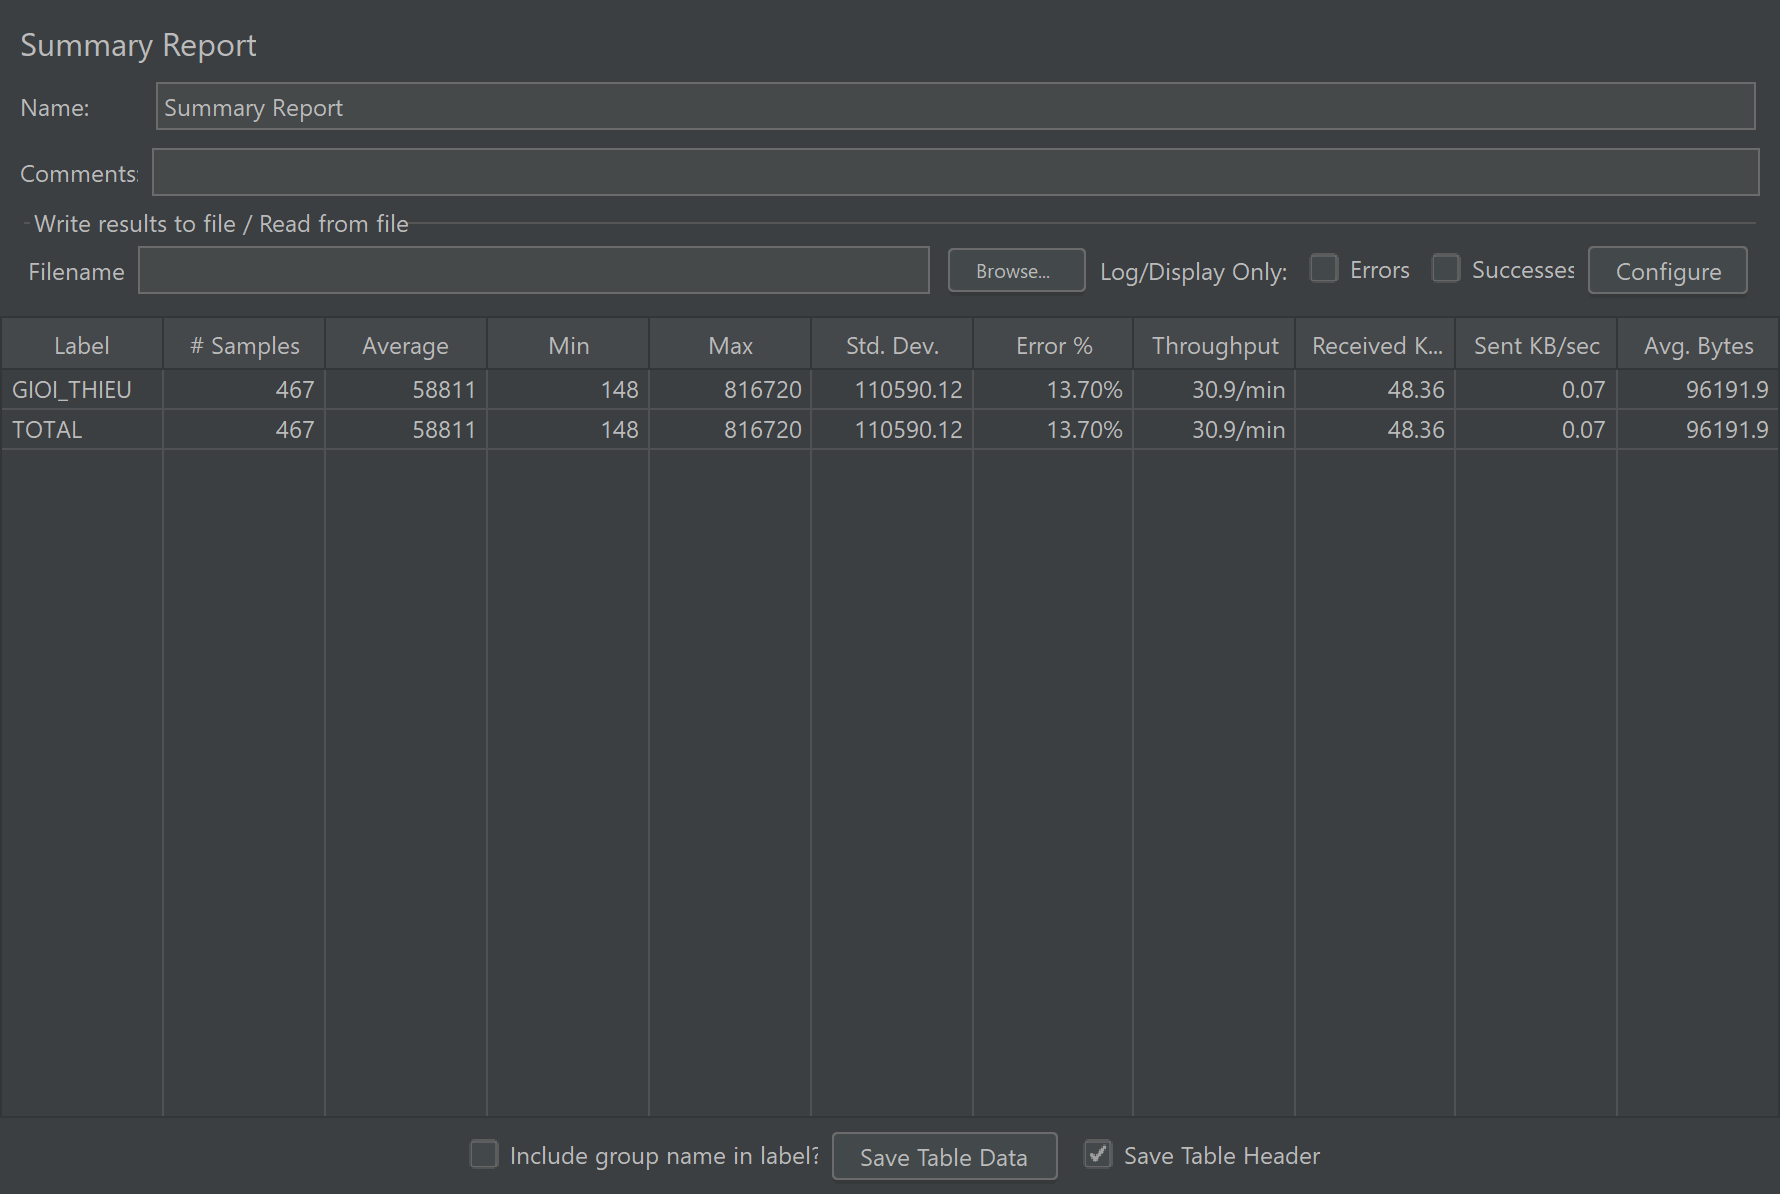 Summary Report
Name: Summary Report
Comments:
Write results to file / Read from file
Filename Browse... Log/Display Only: Errors Successes Configure
Label # Samples Average Min Max Std. Dev. Error % Throughput Received K... Sent KB/sec Avg. Bytes
GIOI_THIEU 467 58811 148 816720 110590.12 13.70% 30.9/min 48.36 0.07 96191.9
TOTAL 467 58811 148 816720 110590.12 13.70% 30.9/min 48.36 0.07 96191.9
Include group name in label? Save Table Data Save Table Header